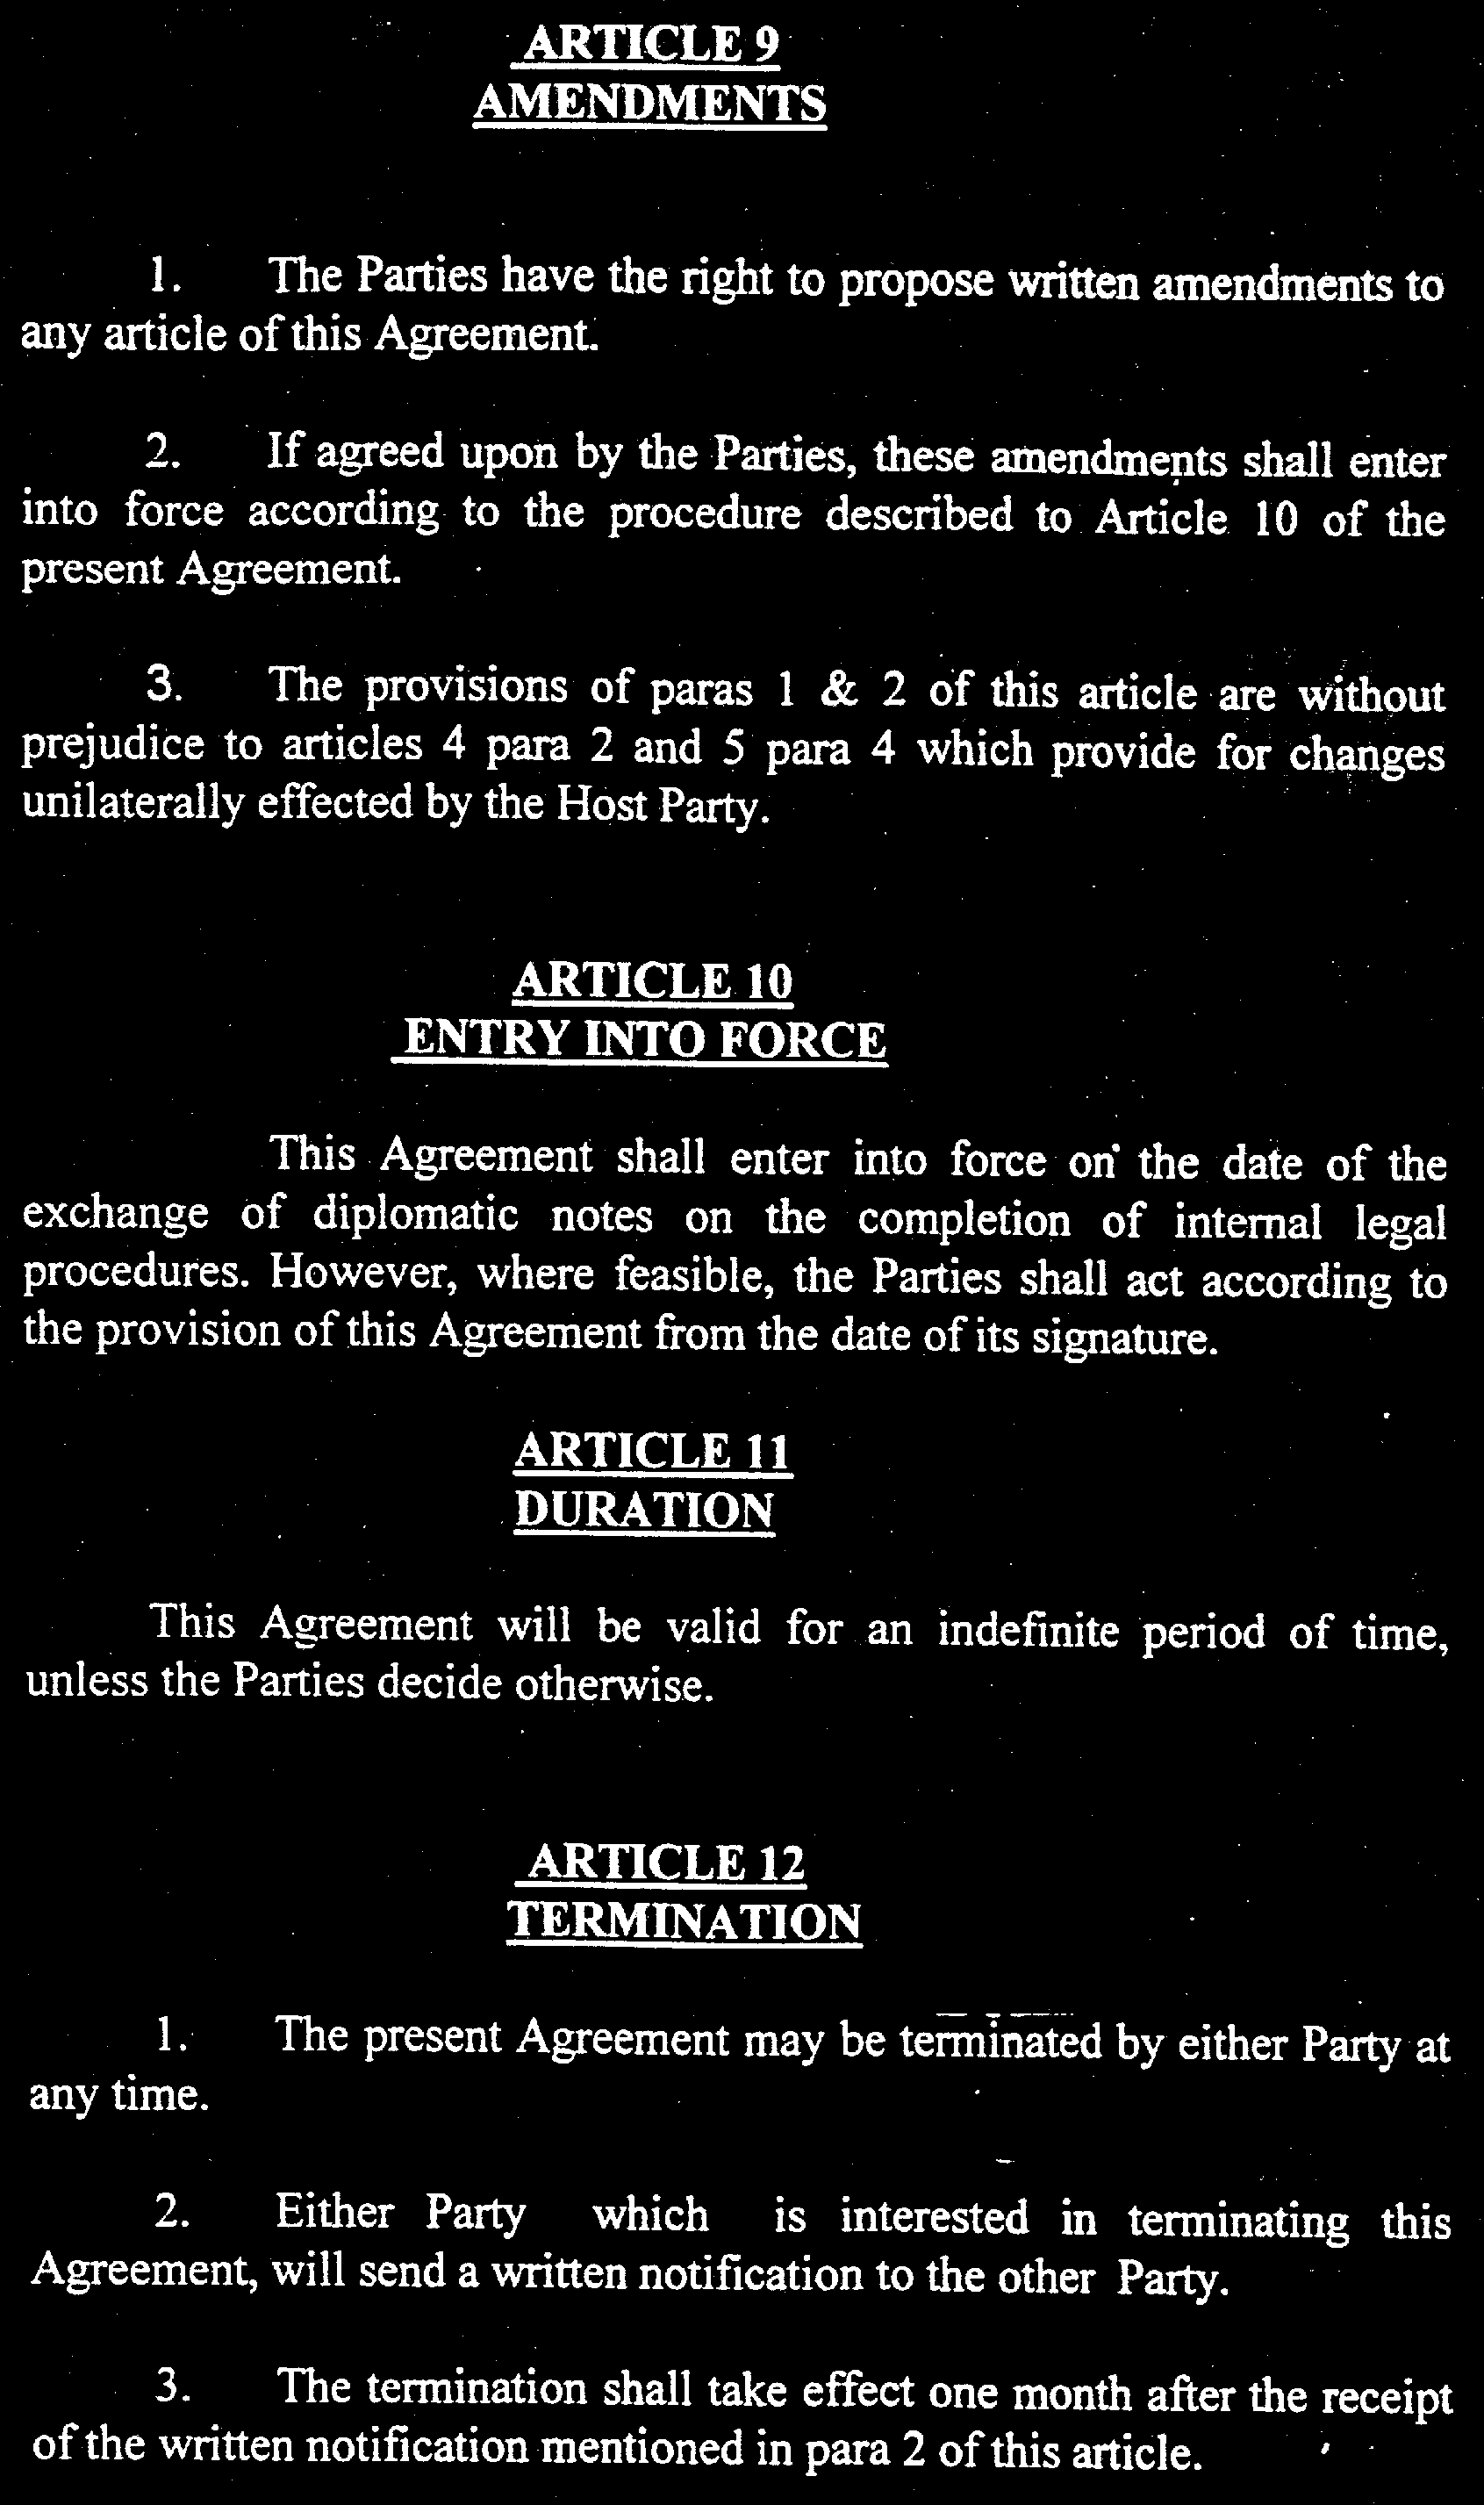 ARTICLE 9
AMENDMENTS
1. The Parties have the right to propose written amendments to
any article of this Agreement.
2. If agreed upon by the Parties, these amendments shall enter
into force according to the procedure described to Article 10 of the
present Agreement.
3. The provisions of paras 1 & 2 of this article are without
prejudice to articles 4 para 2 and 5 para 4 which provide for changes
unilaterally effected by the Host Party.
ARTICLE 10
ENTRY INTO FORCE
This Agreement shall enter into force on the date of the
exchange of diplomatic notes on the completion of internal legal
procedures. However, where feasible, the Parties shall act according to
the provision of this Agreement from the date of its signature.
ARTICLE 11
DURATION
This Agreement will be valid for an indefinite period of time,
unless the Parties decide otherwise.
ARTICLE 12
TERMINATION
1. The present Agreement may be terminated by either Party at
any time.
2. Either Party which is interested in terminating this
Agreement, will send a written notification to the other Party.
3. The termination shall take effect one month after the receipt
of the written notification mentioned in para 2 of this article.